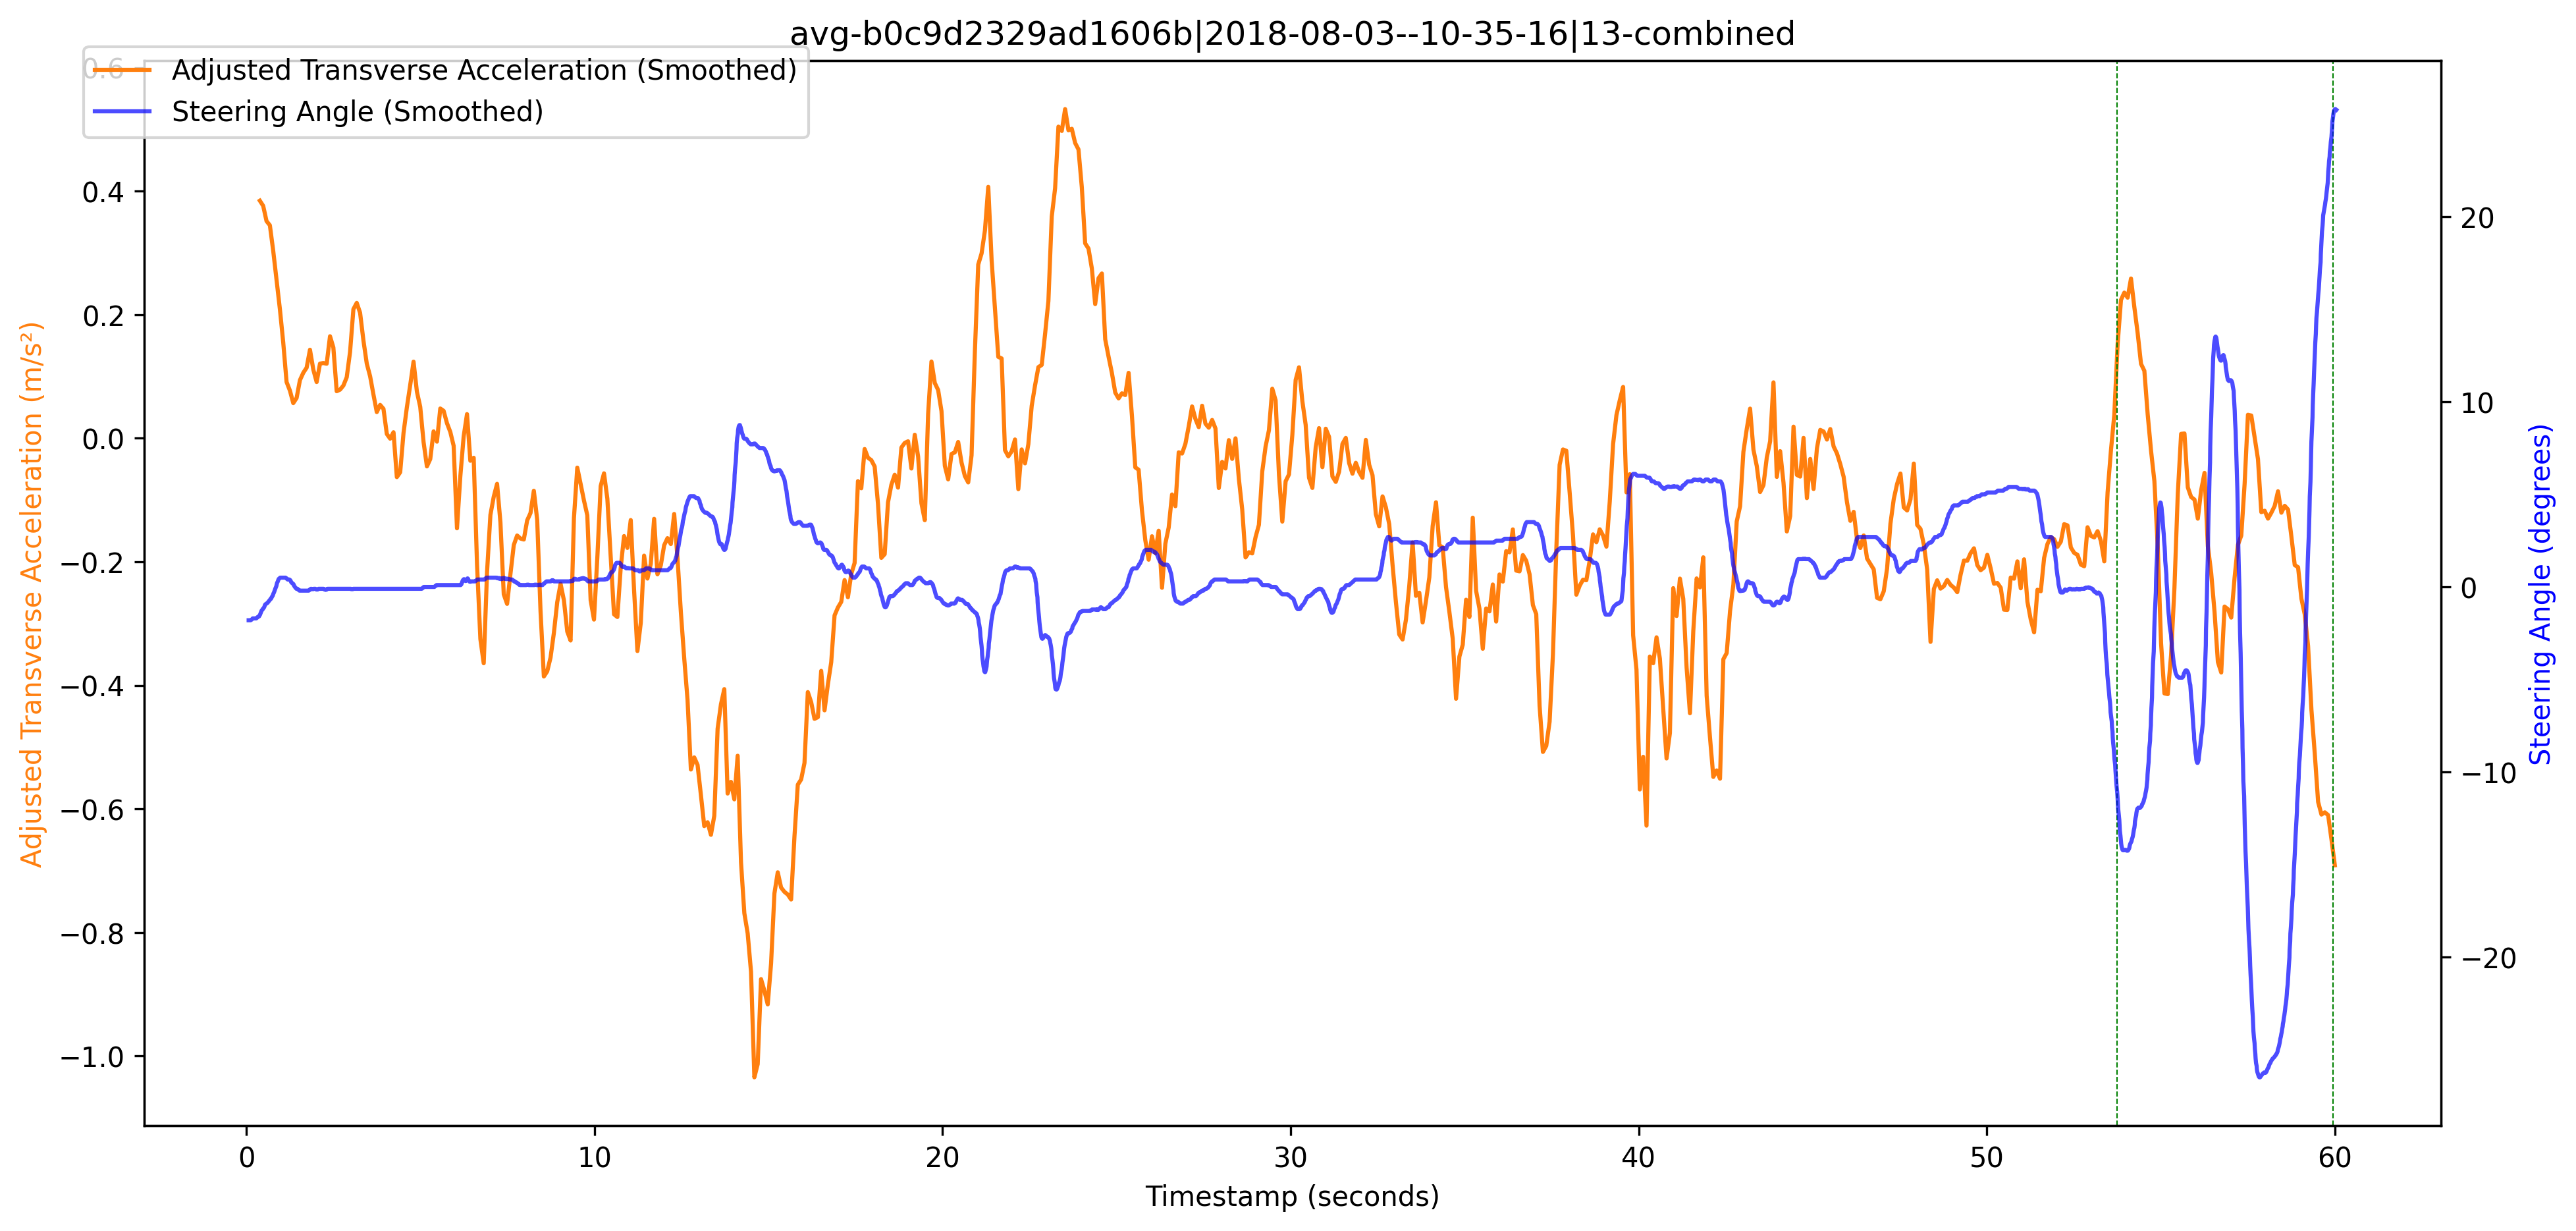 avg-b0c9d2329ad1606b|2018-08-03--10-35-16|13-combined
Adjusted Transverse Acceleration (Smoothed)
Steering Angle (Smoothed)
0.6
0.4
0.2
0.0
−0.2
−0.4
−0.6
−0.8
−1.0
Adjusted Transverse Acceleration (m/s²)
20
10
0
−10
−20
Steering Angle (degrees)
0 10 20 30 40 50 60
Timestamp (seconds)